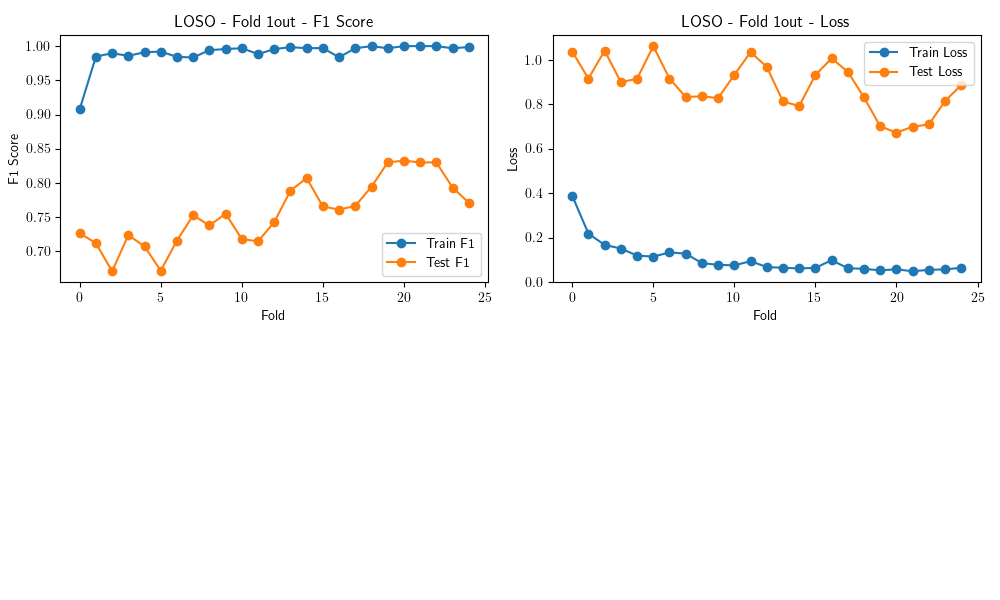 LOSO - Fold 1out - F1 Score
1.00
0.95
0.90
0.85
0.80
0.75
0.70
F1 Score
0
5
10
15
20
25
Fold
Train F1
Test F1
LOSO - Fold 1out - Loss
1.0
0.8
0.6
0.4
0.2
0.0
Loss
0
5
10
15
20
25
Fold
Train Loss
Test Loss